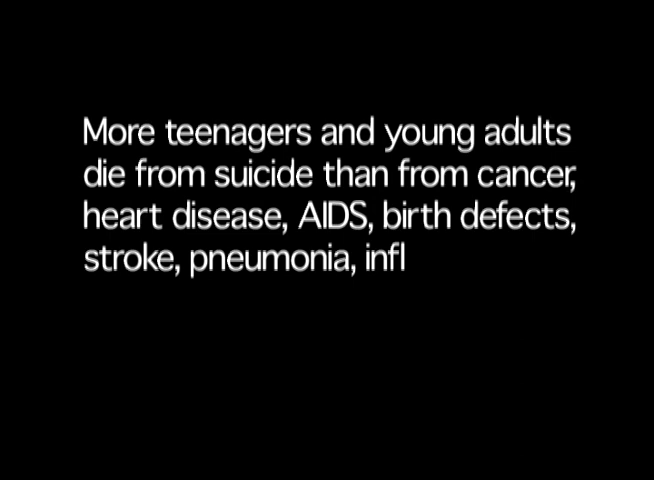 More teenagers and young adults
die from suicide than from cancer,
heart disease, AIDS, birth defects,
stroke, pneumonia, infl